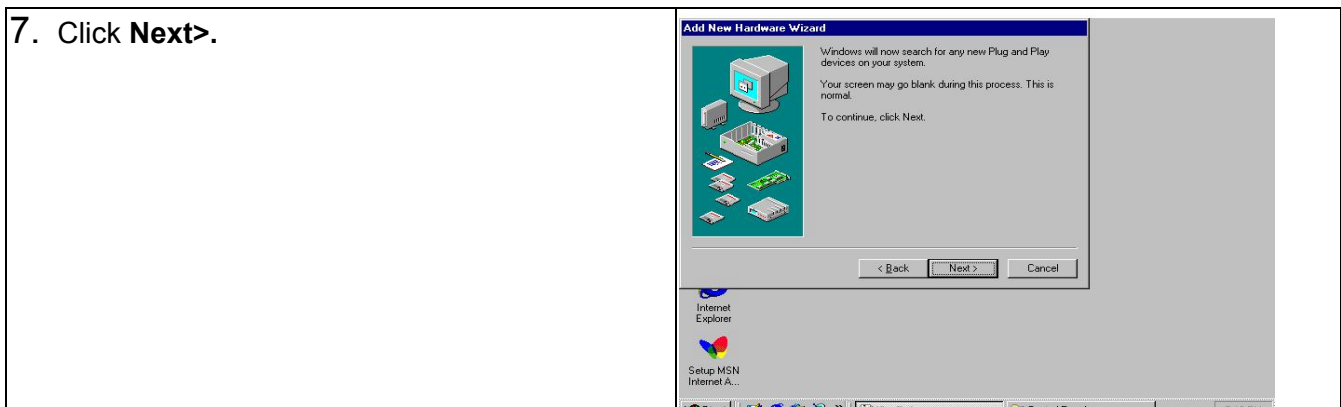 7. Click Next>.
Add New Hardware Wizard
Windows will now search for any new Plug and Play
devices on your system.
Your screen may go blank during this process. This is
normal.
To continue, click Next.
< Back
Next >
Cancel
Internet
Explorer
Setup MSN
Internet A...